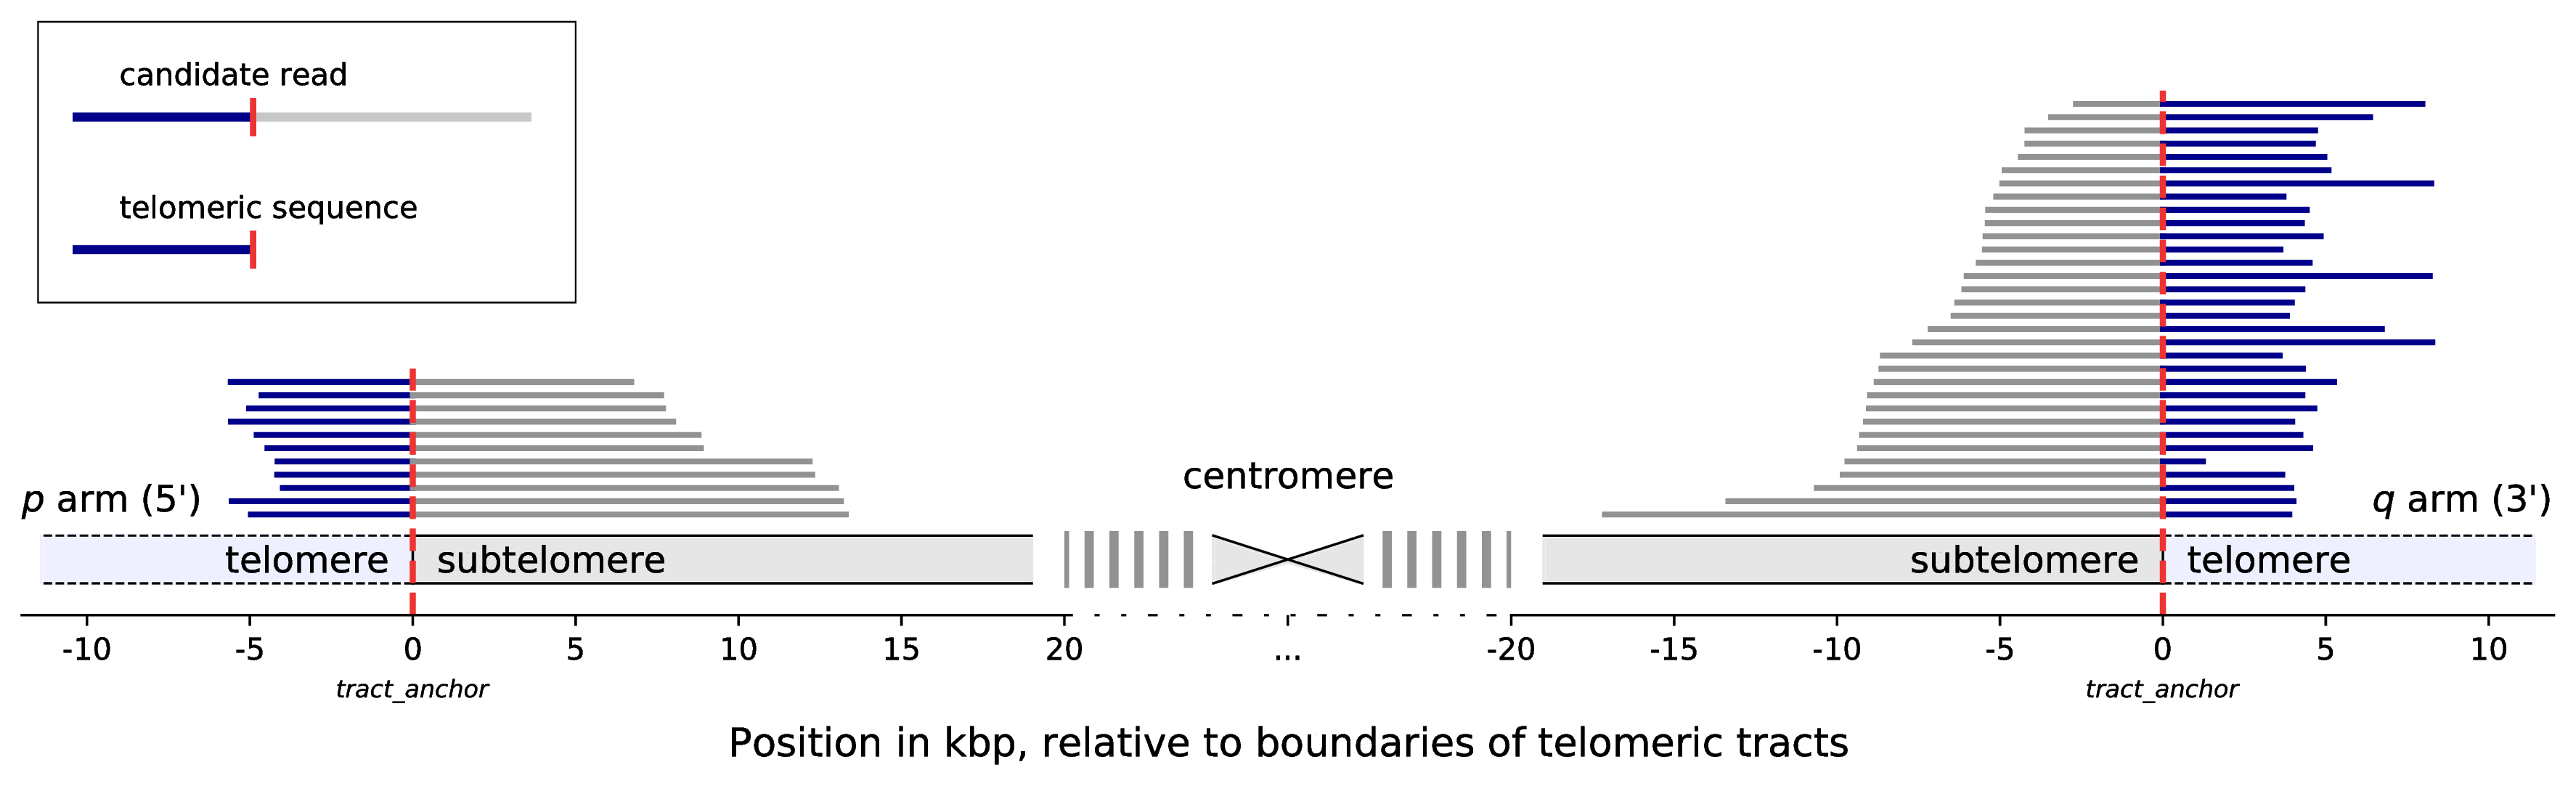 candidate read
telomeric sequence
centromere
p arm (5')
q arm (3')
telomere subtelomere
subtelomere telomere
-10 -5 0 5 10 15 20 ... -20 -15 -10 -5 0 5 10
tract_anchor tract_anchor
Position in kbp, relative to boundaries of telomeric tracts